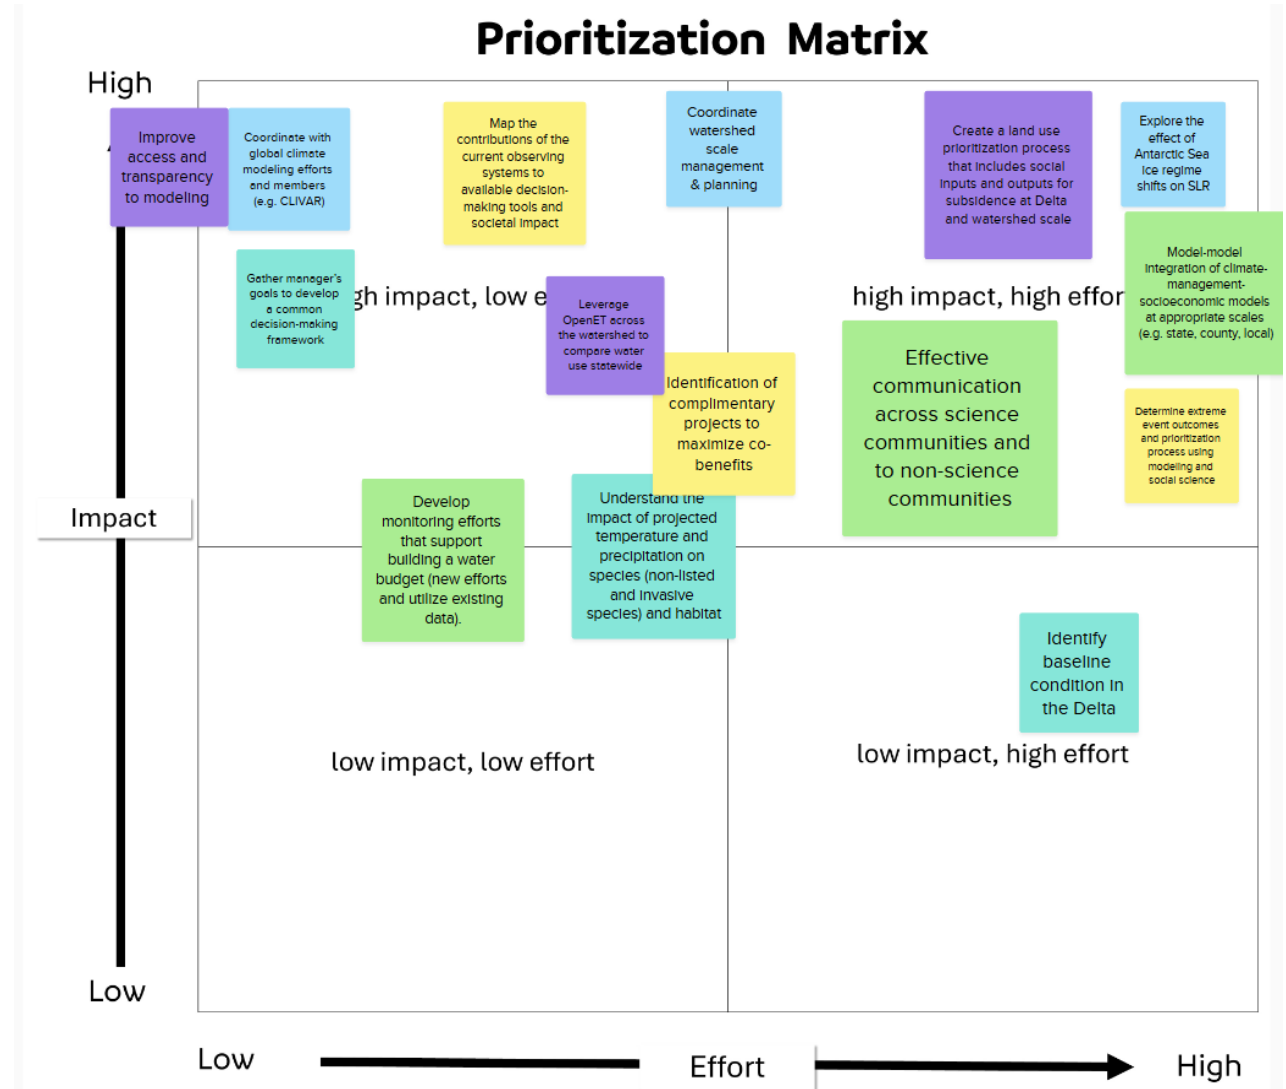 Prioritization Matrix
High
Improve
access and
transparency
to modeling
Coordinate with
global climate
modeling efforts
and members
(e.g. CLIVAR)
Map the
contributions of the
current observing
systems to
available decision-
making tools and
societal impact
Coordinate
watershed
scale
management
& planning
Create a land use
prioritization process
that includes social
inputs and outputs for
subsidence at Delta
and watershed scale
Explore the
effect of
Antarctic Sea
Ice regime
shifts on SLR
Gather manager's
goals to develop
a common
decision-making
framework
gh impact, low e
Leverage
OpenET across
the watershed to
compare water
use statewide
high impact, high effor
Model-model
integration of climate-
management-
socioeconomic models
at appropriate scales
(e.g. state, county, local)
Identification of
complimentary
projects to
maximize co-
benefits
Effective
communication
across science
communities and
to non-science
communities
Determine extreme
event outcomes
and prioritization
process using
modeling and
social science
Impact
Develop
monitoring efforts
that support
building a water
budget (new efforts
and utilize existing
data).
Understand the
impact of projected
temperature and
precipitation on
species (non-listed
and invasive
species) and habitat
Identify
baseline
condition in
the Delta
low impact, low effort
low impact, high effort
Low
Low
Effort
High